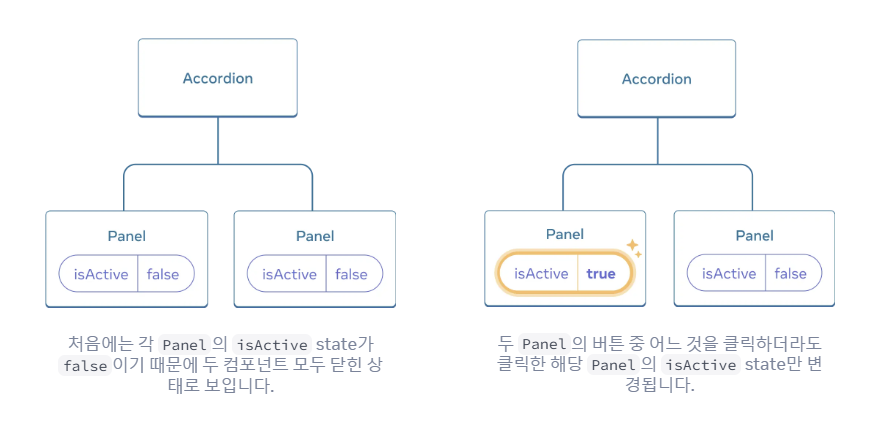 Accordion
Panel
isActive false
Panel
isActive false
처음에는 각 Panel 의 isActive state가
false 이기 때문에 두 컴포넌트 모두 닫힌 상
태로 보입니다.
Accordion
Panel
isActive true
Panel
isActive false
두 Panel 의 버튼 중 어느 것을 클릭하더라도
클릭한 해당 Panel 의 isActive state만 변
경됩니다.